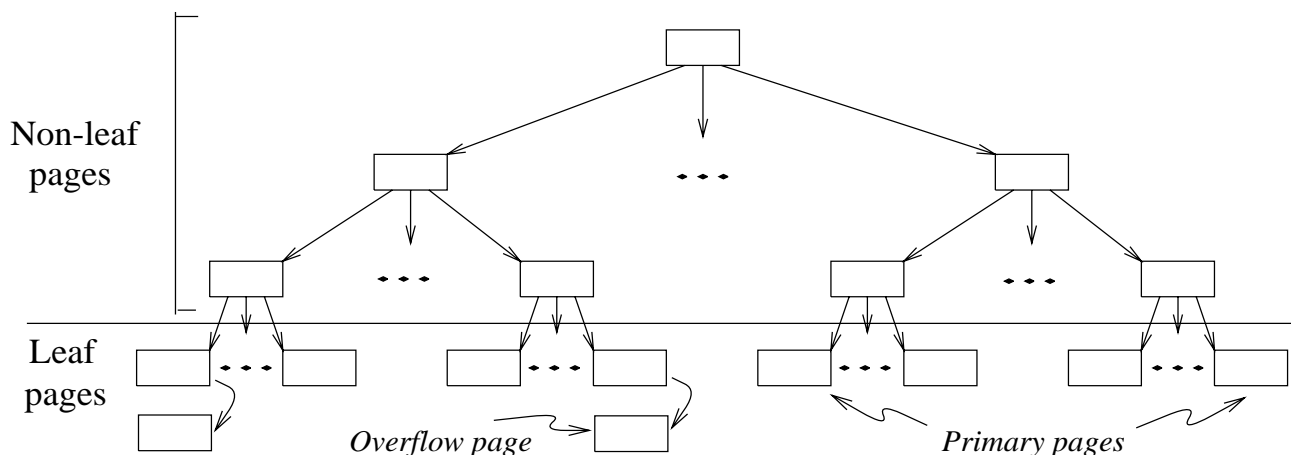 Non-leaf
pages
Leaf
pages
Overflow page
Primary pages